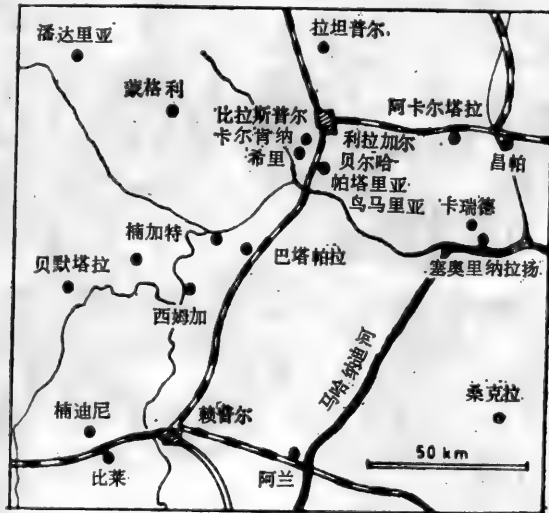 潘达里亚
拉坦普尔
蒙格利
比拉斯普尔
阿卡尔塔拉
卡尔肯纳
利拉加尔
希里
贝尔哈
昌帕
帕塔里亚
鸟马里亚
卡瑞德
楠加特
贝默塔拉
巴塔帕拉
塞奥里纳拉扬
西姆加
马哈纳迪河
桑克拉
楠迪尼
赖普尔
50 km
比莱
阿兰